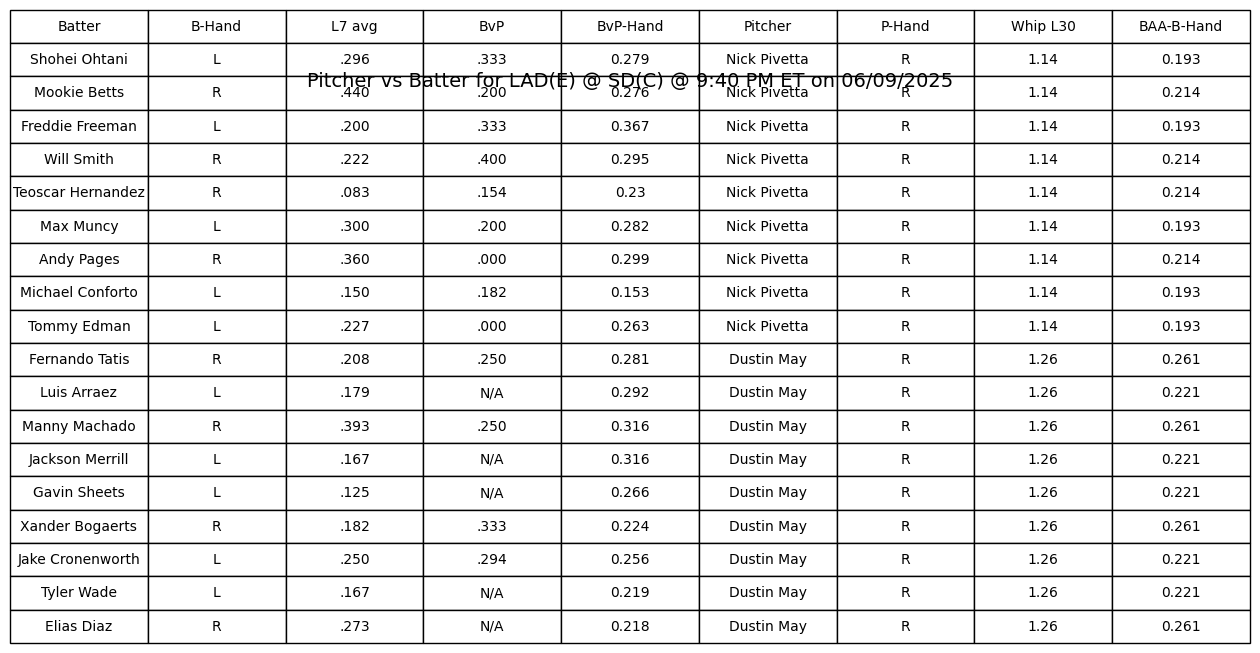 Batter B-Hand L7 avg BvP BvP-Hand Pitcher P-Hand Whip L30 BAA-B-Hand
Shohei Ohtani L .296 .333 0.279 Nick Pivetta R 1.14 0.193
Pitcher vs Batter for LAD(E) @ SD(C) @ 9:40 PM ET on 06/09/2025
Mookie Betts R .440 .200 0.276 Nick Pivetta R 1.14 0.214
Freddie Freeman L .200 .333 0.367 Nick Pivetta R 1.14 0.193
Will Smith R .222 .400 0.295 Nick Pivetta R 1.14 0.214
Teoscar Hernandez R .083 .154 0.23 Nick Pivetta R 1.14 0.214
Max Muncy L .300 .200 0.282 Nick Pivetta R 1.14 0.193
Andy Pages R .360 .000 0.299 Nick Pivetta R 1.14 0.214
Michael Conforto L .150 .182 0.153 Nick Pivetta R 1.14 0.193
Tommy Edman L .227 .000 0.263 Nick Pivetta R 1.14 0.193
Fernando Tatis R .208 .250 0.281 Dustin May R 1.26 0.261
Luis Arraez L .179 N/A 0.292 Dustin May R 1.26 0.221
Manny Machado R .393 .250 0.316 Dustin May R 1.26 0.261
Jackson Merrill L .167 N/A 0.316 Dustin May R 1.26 0.221
Gavin Sheets L .125 N/A 0.266 Dustin May R 1.26 0.221
Xander Bogaerts R .182 .333 0.224 Dustin May R 1.26 0.261
Jake Cronenworth L .250 .294 0.256 Dustin May R 1.26 0.221
Tyler Wade L .167 N/A 0.219 Dustin May R 1.26 0.221
Elias Diaz R .273 N/A 0.218 Dustin May R 1.26 0.261